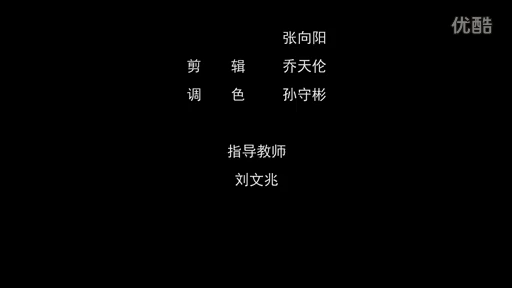 优酷
张向阳
剪 辑 乔天伦
调 色 孙守彬
指导教师
刘文兆